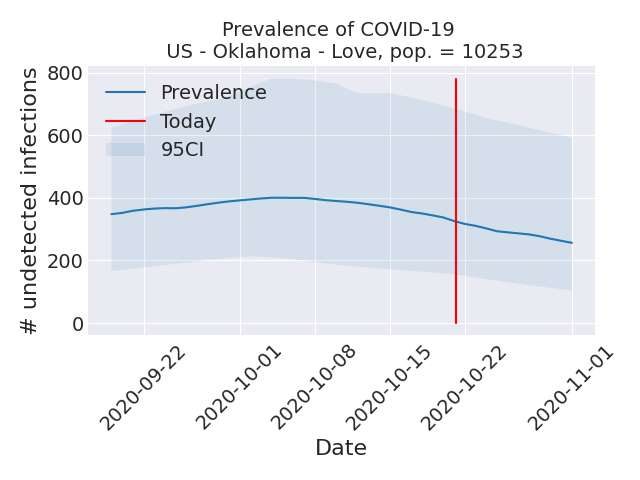 Prevalence of COVID-19
US - Oklahoma - Love, pop. = 10253
# undetected infections
800
600
400
200
0
Prevalence
Today
95CI
2020-09-22
2020-10-01
2020-10-08
2020-10-15
2020-10-22
2020-11-01
Date